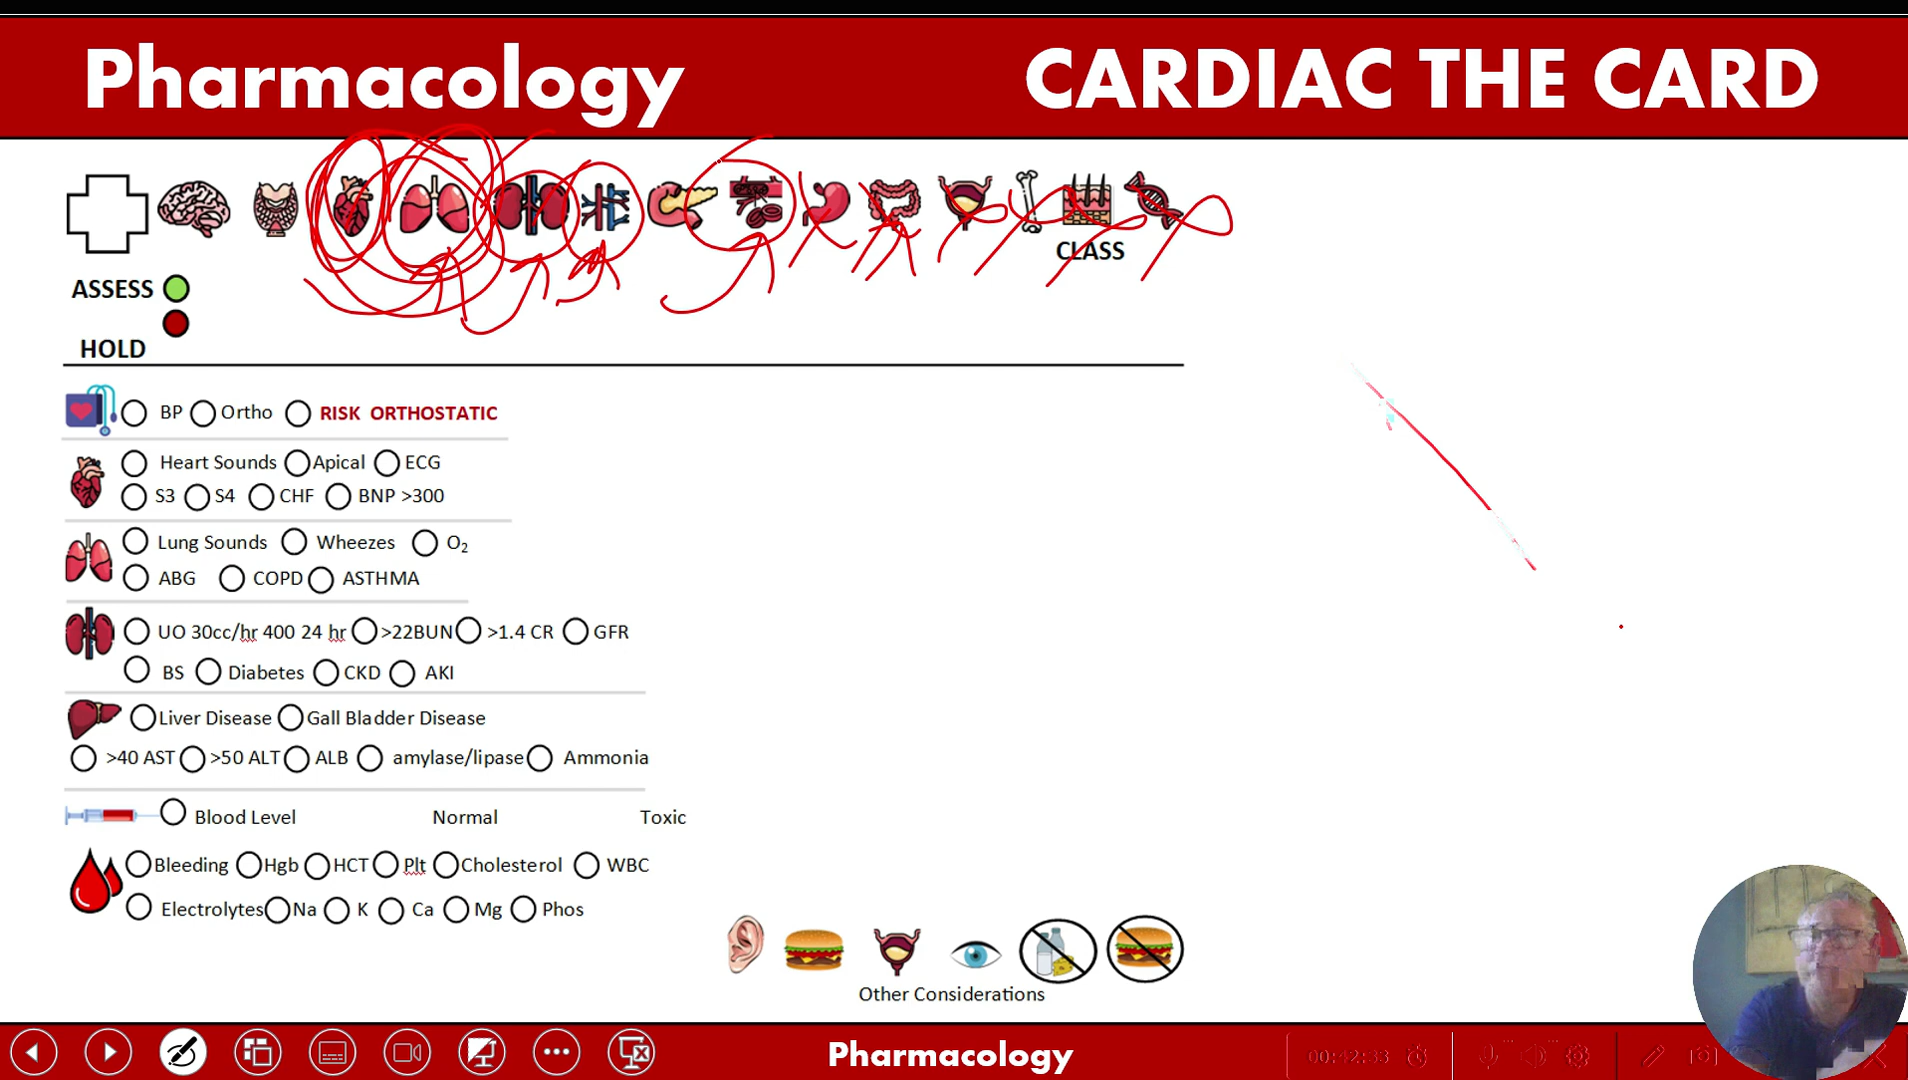 Pharmacology CARDIAC THE CARD
CLASS
ASSESS
HOLD
BP Ortho RISK ORTHOSTATIC
Heart Sounds Apical ECG
S3 S4 CHF BNP >300
Lung Sounds Wheezes O₂
ABG COPD ASTHMA
UO 30cc/hr 400 24 hr >22BUN >1.4 CR GFR
BS Diabetes CKD AKI
Liver Disease Gall Bladder Disease
>40 AST >50 ALT ALB amylase/lipase Ammonia
Blood Level Normal Toxic
Bleeding Hgb HCT Plt Cholesterol WBC
Electrolytes Na K Ca Mg Phos
Other Considerations
Pharmacology
00:42:33